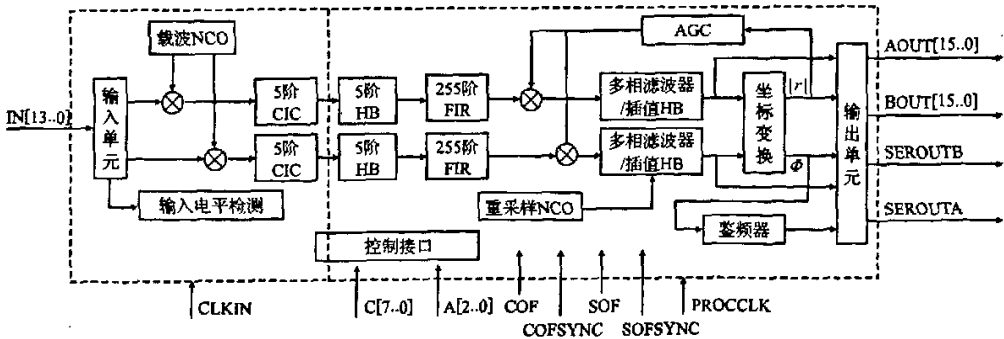 载波NCO
AGC
AOUT[15..0]
输入单元
5阶
CIC
5阶
HB
255阶
FIR
多相滤波器
/插值HB
坐标变换
|r|
输出单元
BOUT[15..0]
IN[13..0]
5阶
CIC
5阶
HB
255阶
FIR
多相滤波器
/插值HB
Φ
SEROUTB
输入电平检测
重采样NCO
鉴频器
SEROUTA
控制接口
CLKIN
C[7..0]
A[2..0]
COF
COFSYNC
SOF
SOFSYNC
PROCCLK